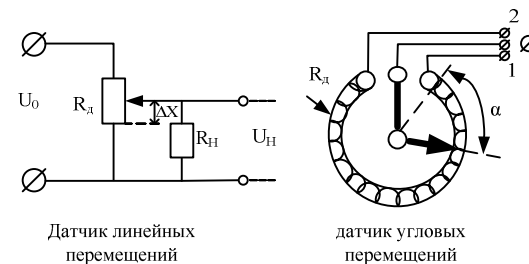 U0
Rд
ΔX
RН
UН
Датчик линейных
перемещений
2
1
Rд
α
датчик угловых
перемещений